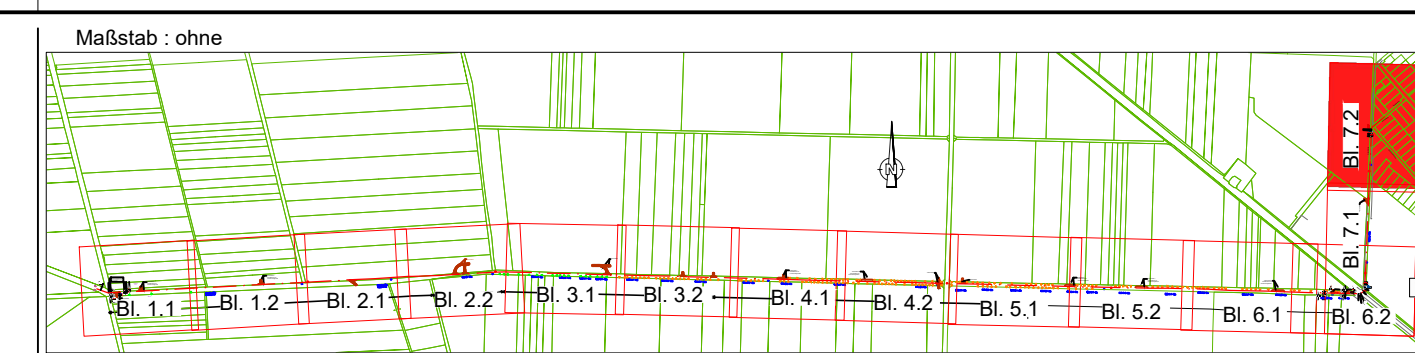 Maßstab : ohne
N
Bl. 7.2
Bl. 7.1
Bl. 1.1
Bl. 1.2
Bl. 2.1
Bl. 2.2
Bl. 3.1
Bl. 3.2
Bl. 4.1
Bl. 4.2
Bl. 5.1
Bl. 5.2
Bl. 6.1
Bl. 6.2